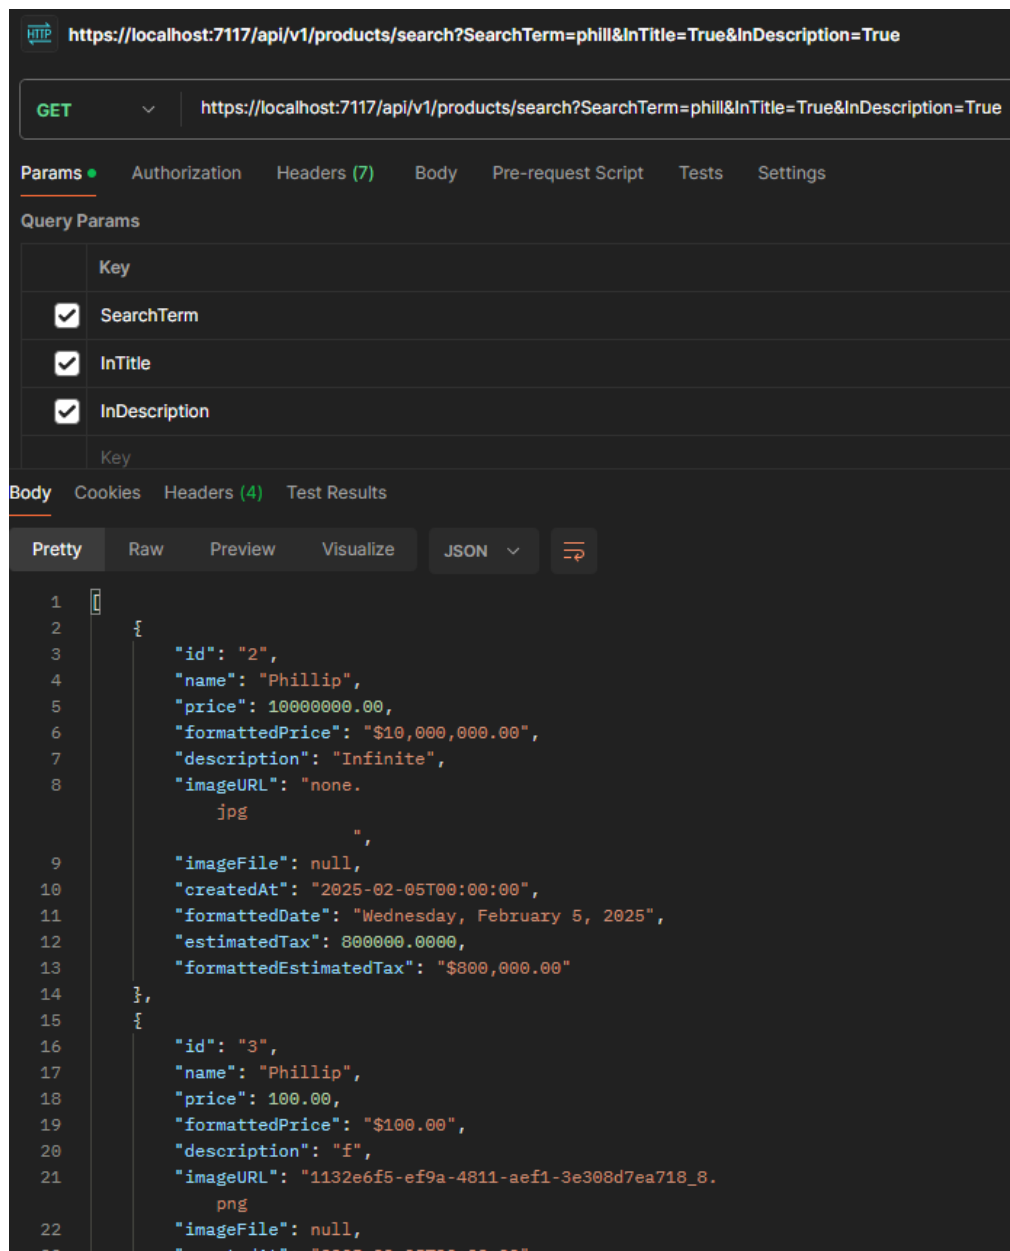 HTTP https://localhost:7117/api/v1/products/search?SearchTerm=phill&InTitle=True&InDescription=True
GET https://localhost:7117/api/v1/products/search?SearchTerm=phill&InTitle=True&InDescription=True
Params Authorization Headers (7) Body Pre-request Script Tests Settings
Query Params
Key
SearchTerm
InTitle
InDescription
Key
Body Cookies Headers (4) Test Results
Pretty Raw Preview Visualize JSON
1 [
2 {
3 "id": "2",
4 "name": "Phillip",
5 "price": 10000000.00,
6 "formattedPrice": "$10,000,000.00",
7 "description": "Infinite",
8 "imageURL": "none.
jpg
",
9 "imageFile": null,
10 "createdAt": "2025-02-05T00:00:00",
11 "formattedDate": "Wednesday, February 5, 2025",
12 "estimatedTax": 800000.0000,
13 "formattedEstimatedTax": "$800,000.00"
14 },
15 {
16 "id": "3",
17 "name": "Phillip",
18 "price": 100.00,
19 "formattedPrice": "$100.00",
20 "description": "f",
21 "imageURL": "1132e6f5-ef9a-4811-aef1-3e308d7ea718_8.
png
22 "imageFile": null,